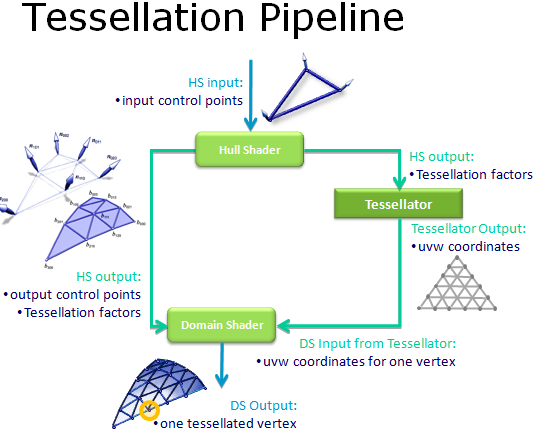 Tessellation Pipeline
HS input:
•input control points
Hull Shader
HS output:
•Tessellation factors
Tessellator
Tessellator Output:
•uvw coordinates
HS output:
•output control points
•Tessellation factors
Domain Shader
DS Input from Tessellator:
•uvw coordinates for one vertex
DS Output:
•one tessellated vertex